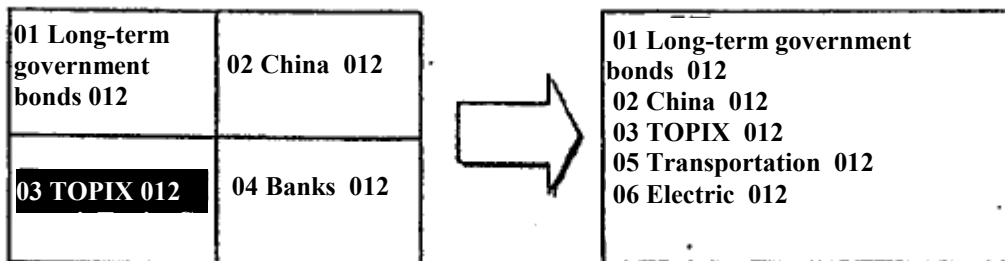 01 Long-term
government
bonds 012
02 China 012
03 TOPIX 012
04 Banks 012
01 Long-term government
bonds 012
02 China 012
03 TOPIX 012
05 Transportation 012
06 Electric 012